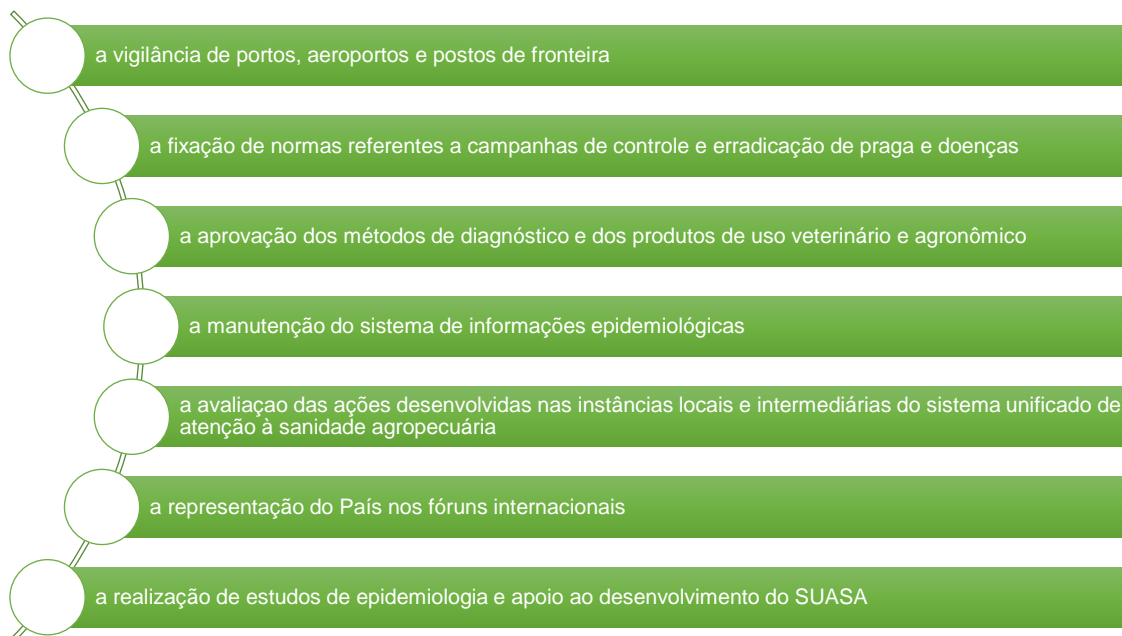 a vigilância de portos, aeroportos e postos de fronteira
a fixação de normas referentes a campanhas de controle e erradicação de praga e doenças
a aprovação dos métodos de diagnóstico e dos produtos de uso veterinário e agronômico
a manutenção do sistema de informações epidemiológicas
a avaliaçao das ações desenvolvidas nas instâncias locais e intermediárias do sistema unificado de
atenção à sanidade agropecuária
a representação do País nos fóruns internacionais
a realização de estudos de epidemiologia e apoio ao desenvolvimento do SUASA